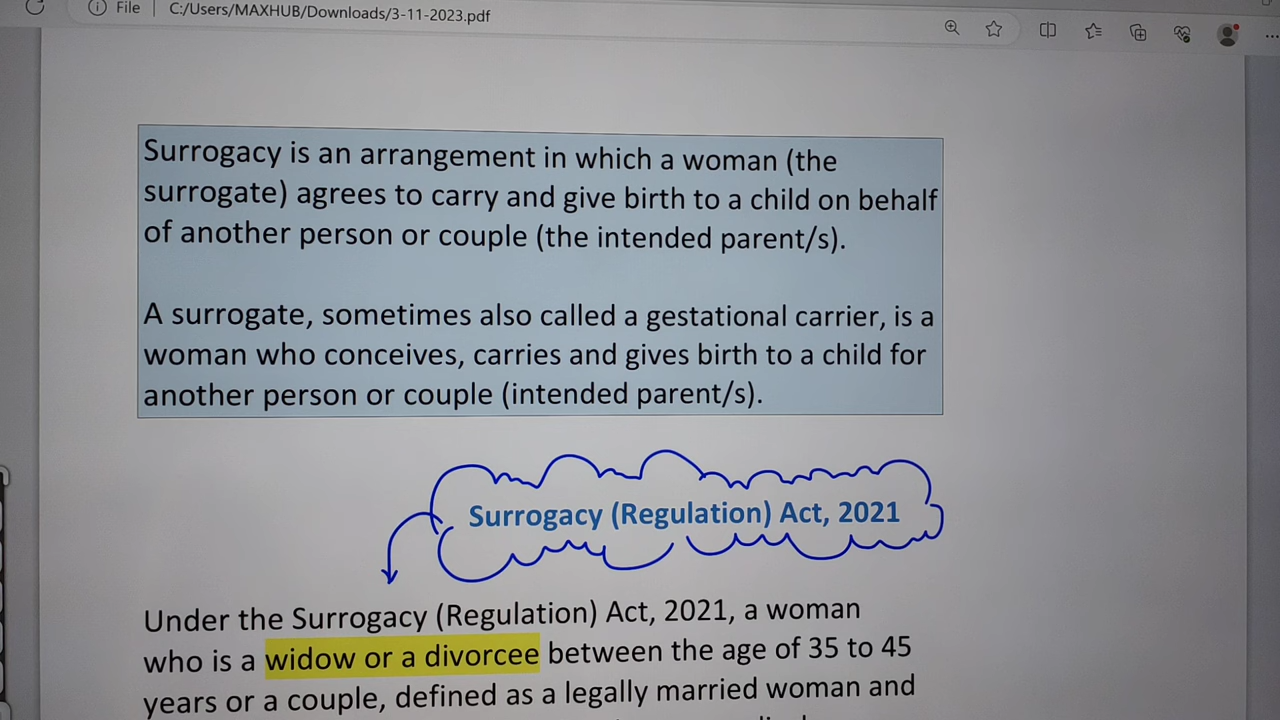 File
C:/Users/MAXHUB/Downloads/3-11-2023.pdf
Surrogacy is an arrangement in which a woman (the
surrogate) agrees to carry and give birth to a child on behalf
of another person or couple (the intended parent/s).
A surrogate, sometimes also called a gestational carrier, is a
woman who conceives, carries and gives birth to a child for
another person or couple (intended parent/s).
Surrogacy (Regulation) Act, 2021
Under the Surrogacy (Regulation) Act, 2021, a woman
who is a widow or a divorcee between the age of 35 to 45
years or a couple, defined as a legally married woman and